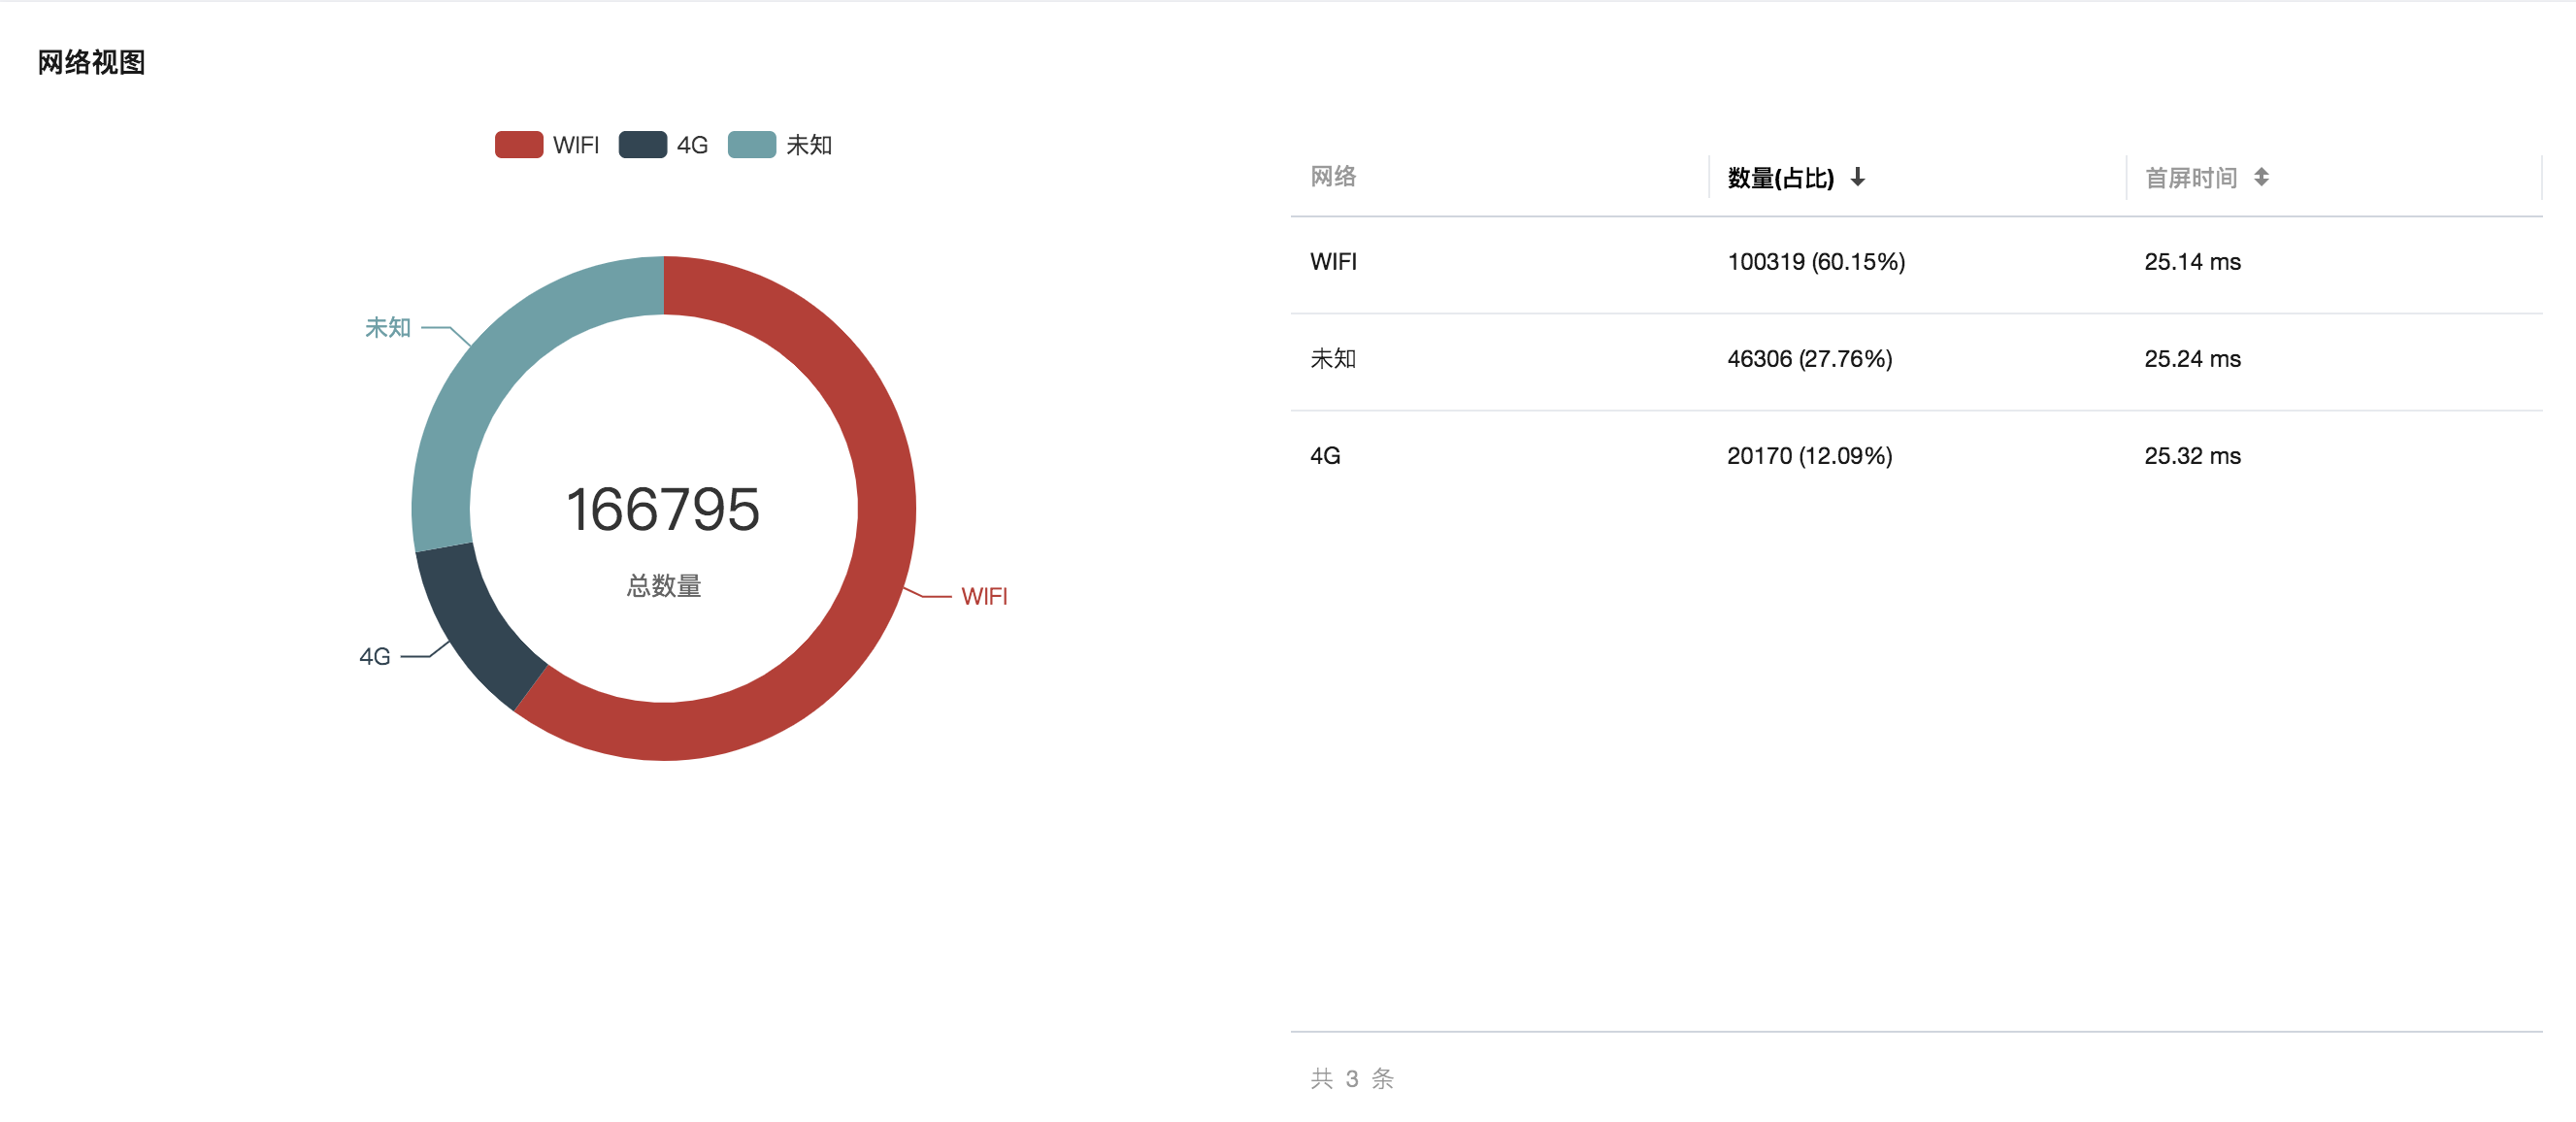 网络视图
WIFI 4G 未知
未知
166795
总数量
WIFI
4G
网络 数量(占比) 首屏时间
WIFI 100319 (60.15%) 25.14 ms
未知 46306 (27.76%) 25.24 ms
4G 20170 (12.09%) 25.32 ms
共 3 条